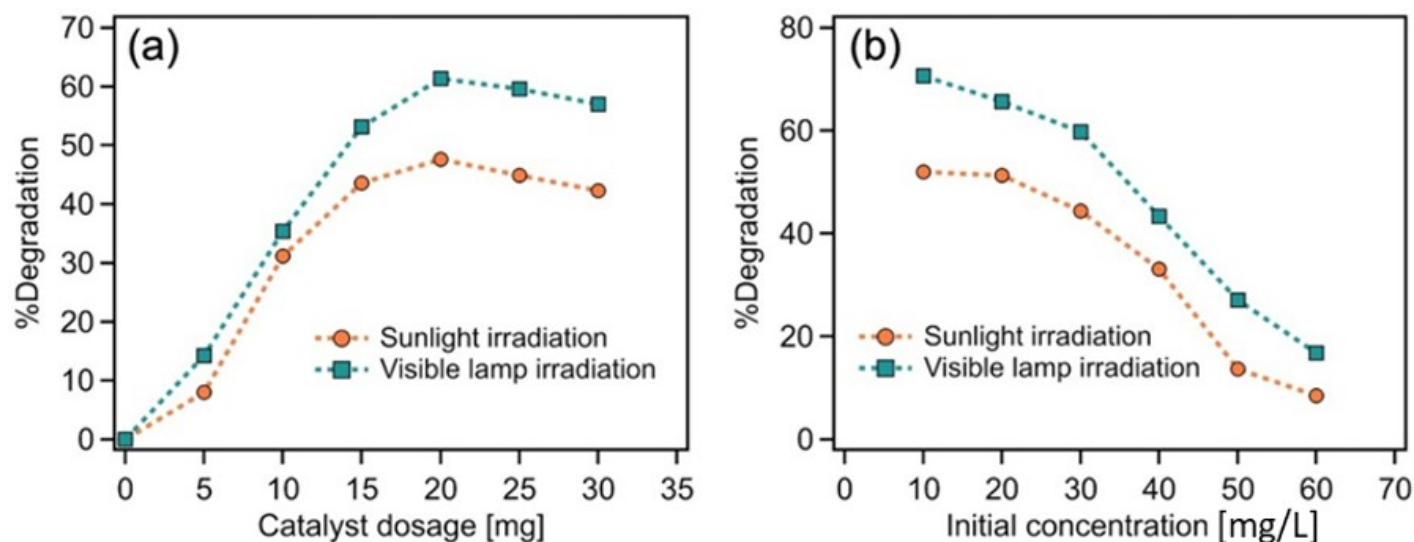 (a)
%Degradation
70
60
50
40
30
20
10
0
Sunlight irradiation
Visible lamp irradiation
0 5 10 15 20 25 30 35
Catalyst dosage [mg]
(b)
%Degradation
80
60
40
20
0
Sunlight irradiation
Visible lamp irradiation
0 10 20 30 40 50 60 70
Initial concentration [mg/L]